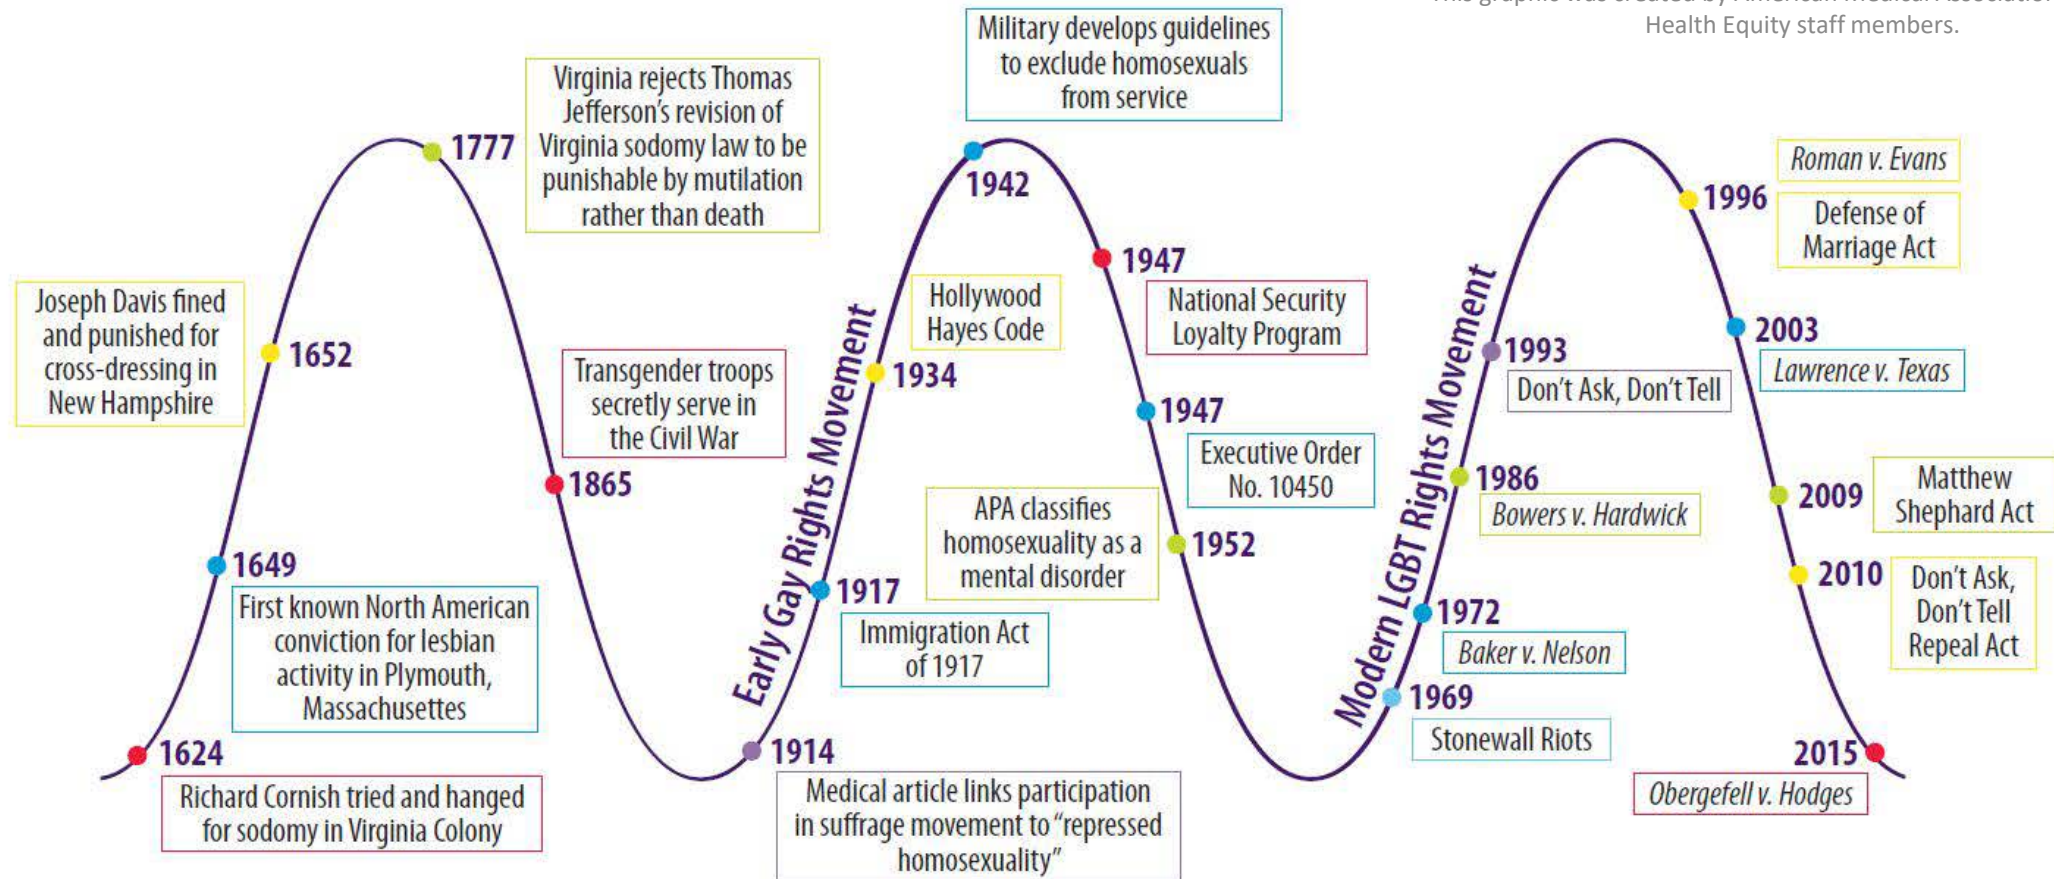 This graphic was created by American Medical Association
Health Equity staff members.
1624
Richard Cornish tried and hanged
for sodomy in Virginia Colony
1649
First known North American
conviction for lesbian
activity in Plymouth,
Massachusettes
1652
Joseph Davis fined
and punished for
cross-dressing in
New Hampshire
1777
Virginia rejects Thomas
Jefferson’s revision of
Virginia sodomy law to be
punishable by mutilation
rather than death
1865
Transgender troops
secretly serve in
the Civil War
Early Gay Rights Movement
1914
Medical article links participation
in suffrage movement to “repressed
homosexuality”
1917
Immigration Act
of 1917
1934
Hollywood
Hayes Code
1942
Military develops guidelines
to exclude homosexuals
from service
1947
National Security
Loyalty Program
1947
Executive Order
No. 10450
1952
APA classifies
homosexuality as a
mental disorder
Modern LGBT Rights Movement
1969
Stonewall Riots
1972
Baker v. Nelson
1986
Bowers v. Hardwick
1993
Don’t Ask, Don’t Tell
1996
Roman v. Evans
Defense of
Marriage Act
2003
Lawrence v. Texas
2009
Matthew
Shephard Act
2010
Don’t Ask,
Don’t Tell
Repeal Act
2015
Obergefell v. Hodges